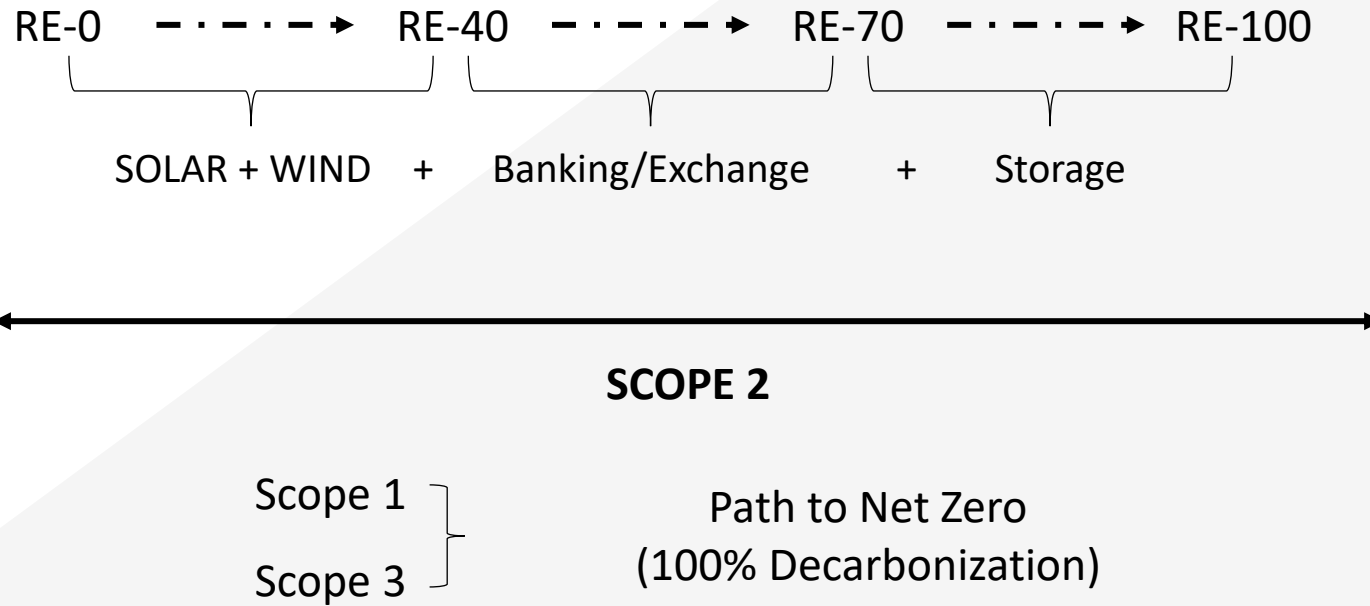 RE-0 RE-40 RE-70 RE-100
SOLAR + WIND + Banking/Exchange + Storage
SCOPE 2
Scope 1
Path to Net Zero
(100% Decarbonization)
Scope 3